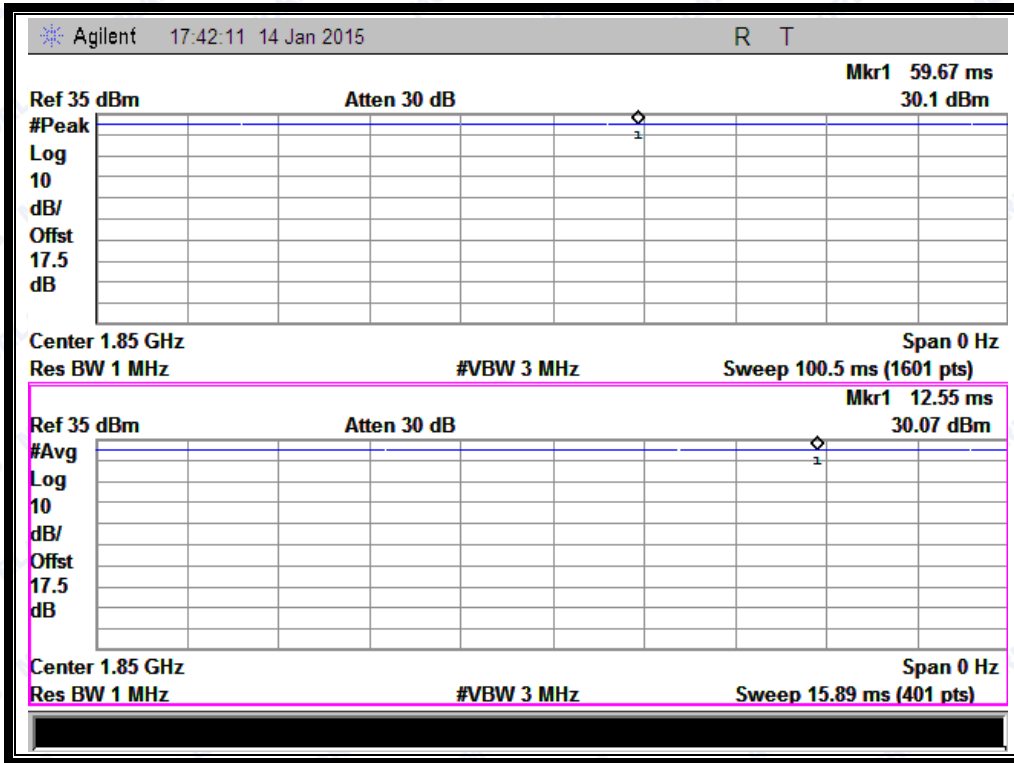 Agilent 17:42:11 14 Jan 2015 R T
Mkr1 59.67 ms
Ref 35 dBm Atten 30 dB 30.1 dBm
#Peak
1
Log
10
dB/
Offst
17.5
dB
Center 1.85 GHz Span 0 Hz
Res BW 1 MHz #VBW 3 MHz Sweep 100.5 ms (1601 pts)
Mkr1 12.55 ms
Ref 35 dBm Atten 30 dB 30.07 dBm
#Avg
1
Log
10
dB/
Offst
17.5
dB
Center 1.85 GHz Span 0 Hz
Res BW 1 MHz #VBW 3 MHz Sweep 15.89 ms (401 pts)